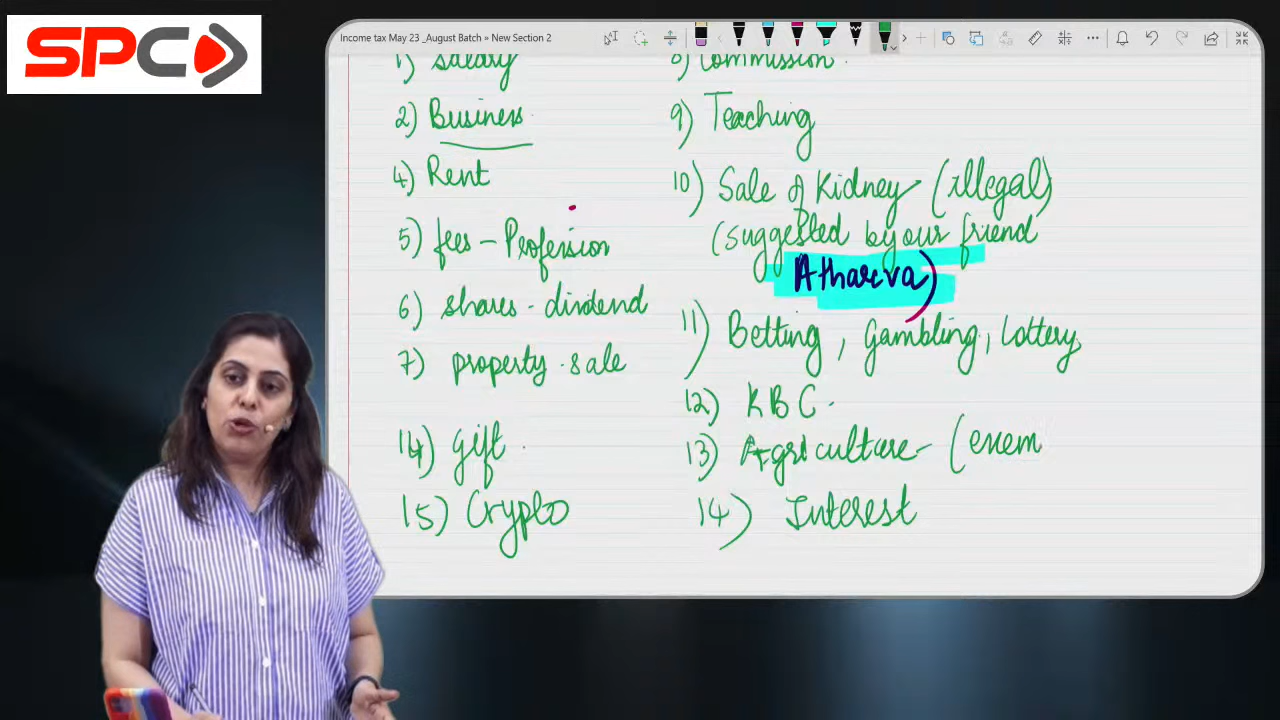 SPC
Income tax May 23 _August Batch » New Section 2
1) Salary
2) Business
4) Rent
5) fees - Profession
6) shares - dividend
7) property sale
14) gift
15) Crypto
8) Commission
9) Teaching
10) Sale of Kidney (illegal)
(suggested by our friend
Atharva)
11) Betting, Gambling, Lottery
12) KBC
13) Agriculture - (exem
14) Interest